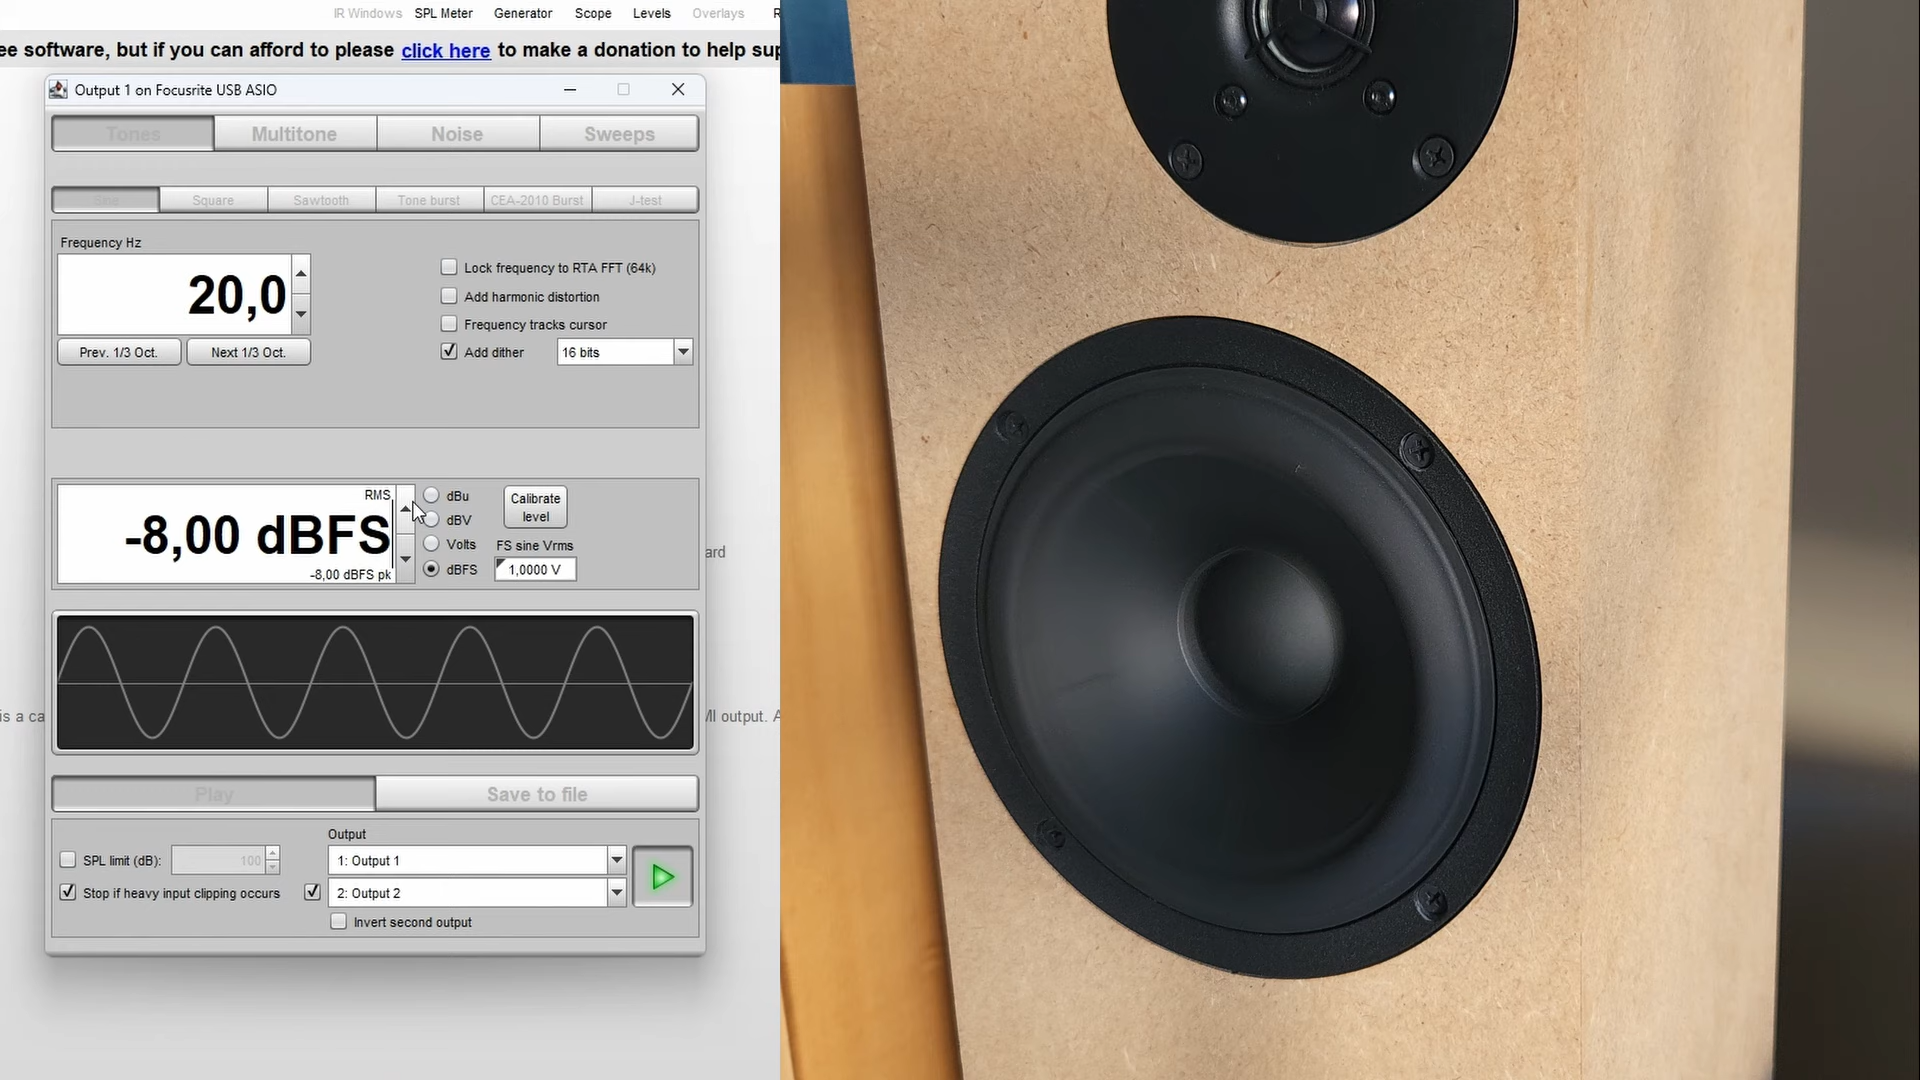 IR Windows SPL Meter Generator Scope Levels Overlays R
ee software, but if you can afford to please click here to make a donation to help sup
Output 1 on Focusrite USB ASIO
Tones Multitone Noise Sweeps
Sine Square Sawtooth Tone burst CEA-2010 Burst J-test
Frequency Hz
20,0
Prev. 1/3 Oct. Next 1/3 Oct.
Lock frequency to RTA FFT (64k)
Add harmonic distortion
Frequency tracks cursor
Add dither 16 bits
RMS
-8,00 dBFS
-8,00 dBFS pk
dBu
dBV
Volts
dBFS
Calibrate
level
FS sine Vrms
1,0000 V
ard
is a ca
MI output. A
Play Save to file
Output
SPL limit (dB): 100
1: Output 1
Stop if heavy input clipping occurs
2: Output 2
Invert second output